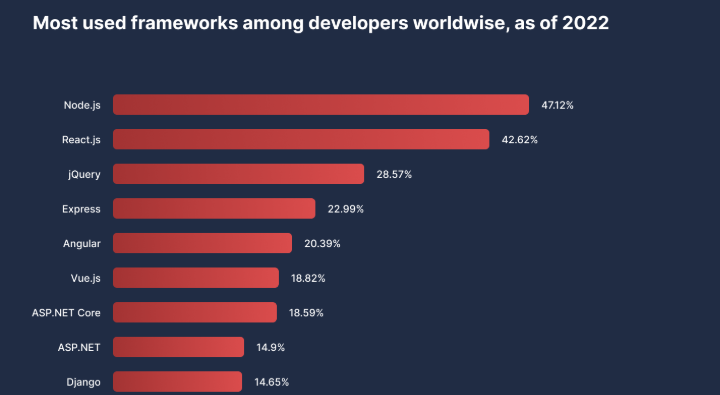 Most used frameworks among developers worldwise, as of 2022
Node.js 47.12%
React.js 42.62%
jQuery 28.57%
Express 22.99%
Angular 20.39%
Vue.js 18.82%
ASP.NET Core 18.59%
ASP.NET 14.9%
Django 14.65%